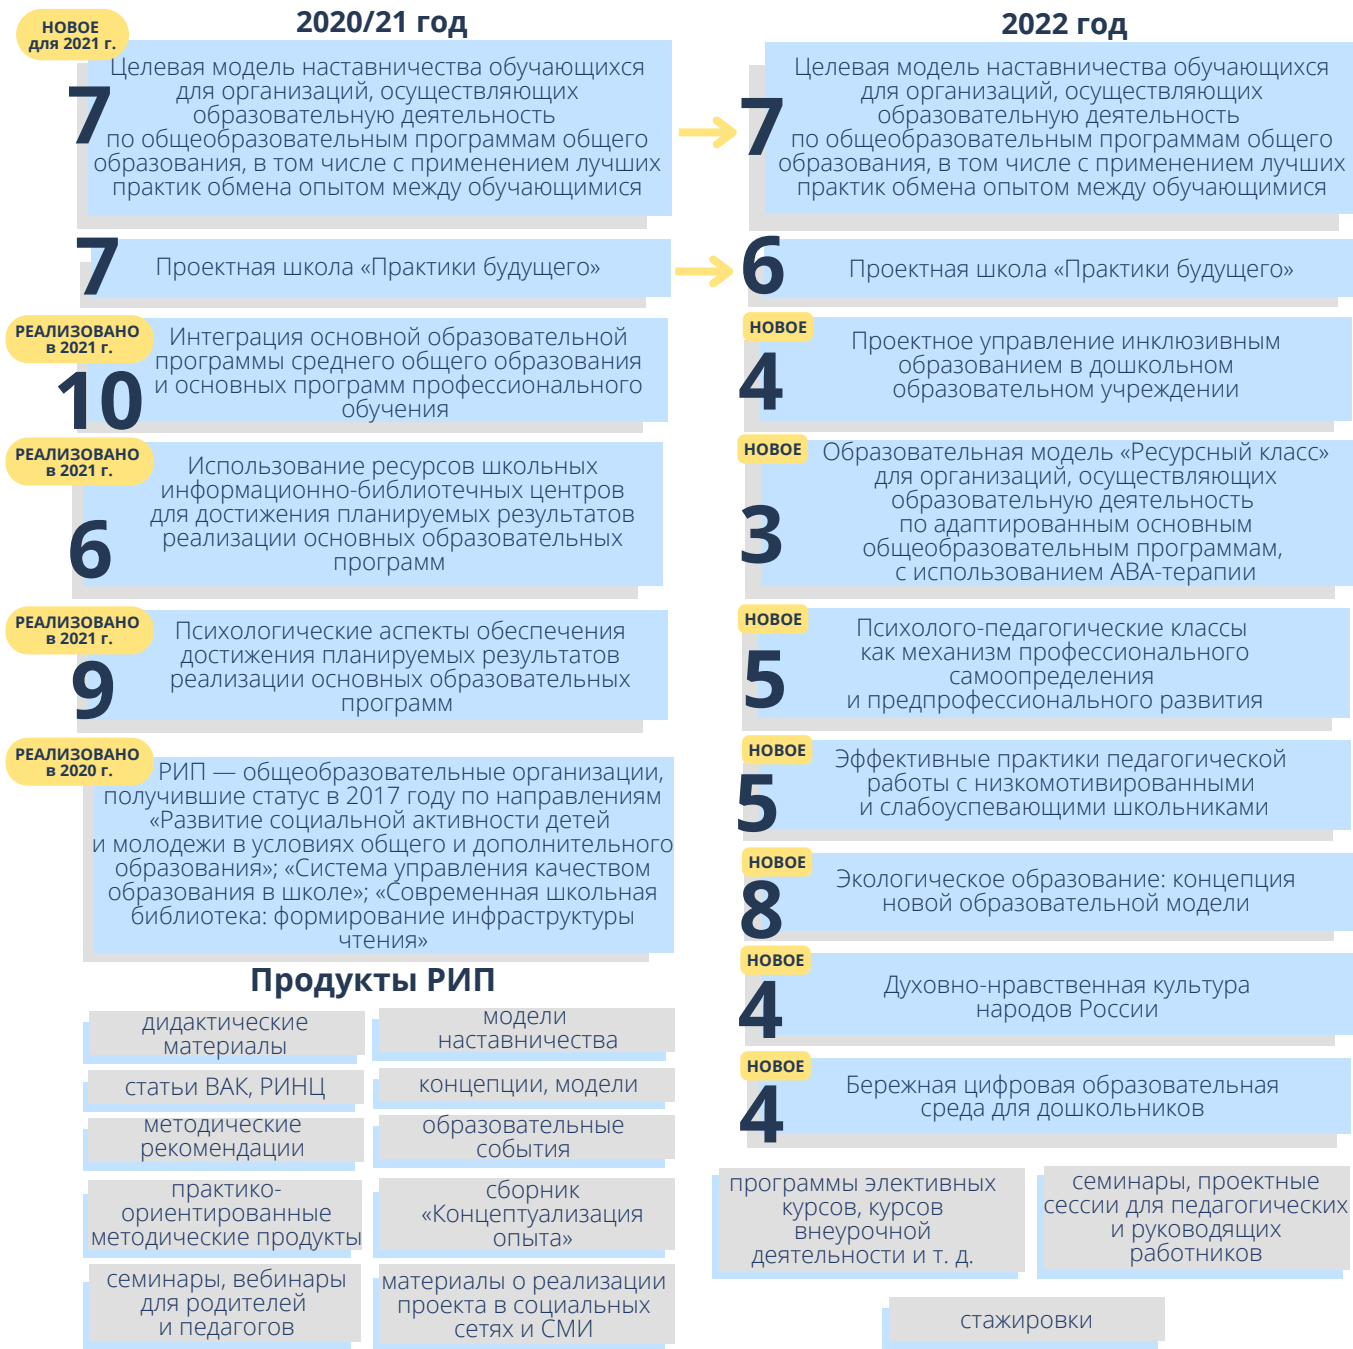 2020/21 год
НОВОЕ
для 2021 г.
7
Целевая модель наставничества обучающихся
для организаций, осуществляющих
образовательную деятельность
по общеобразовательным программам общего
образования, в том числе с применением лучших
практик обмена опытом между обучающимися
7
Проектная школа «Практики будущего»
РЕАЛИЗОВАНО
в 2021 г.
10
Интеграция основной образовательной
программы среднего общего образования
и основных программ профессионального
обучения
РЕАЛИЗОВАНО
в 2021 г.
6
Использование ресурсов школьных
информационно-библиотечных центров
для достижения планируемых результатов
реализации основных образовательных
программ
РЕАЛИЗОВАНО
в 2021 г.
9
Психологические аспекты обеспечения
достижения планируемых результатов
реализации основных образовательных
программ
РЕАЛИЗОВАНО
в 2020 г.
РИП — общеобразовательные организации,
получившие статус в 2017 году по направлениям
«Развитие социальной активности детей
и молодежи в условиях общего и дополнительного
образования»; «Система управления качеством
образования в школе»; «Современная школьная
библиотека: формирование инфраструктуры
чтения»
2022 год
7
Целевая модель наставничества обучающихся
для организаций, осуществляющих
образовательную деятельность
по общеобразовательным программам общего
образования, в том числе с применением лучших
практик обмена опытом между обучающимися
6
Проектная школа «Практики будущего»
НОВОЕ
4
Проектное управление инклюзивным
образованием в дошкольном
образовательном учреждении
НОВОЕ
3
Образовательная модель «Ресурсный класс»
для организаций, осуществляющих
образовательную деятельность
по адаптированным основным
общеобразовательным программам,
с использованием АВА-терапии
НОВОЕ
5
Психолого-педагогические классы
как механизм профессионального
самоопределения
и предпрофессионального развития
НОВОЕ
5
Эффективные практики педагогической
работы с низкомотивированными
и слабоуспевающими школьниками
НОВОЕ
8
Экологическое образование: концепция
новой образовательной модели
НОВОЕ
4
Духовно-нравственная культура
народов России
НОВОЕ
4
Бережная цифровая образовательная
среда для дошкольников
Продукты РИП
дидактические
материалы
модели
наставничества
статьи ВАК, РИНЦ
концепции, модели
методические
рекомендации
образовательные
события
практико-
ориентированные
методические продукты
сборник
«Концептуализация
опыта»
семинары, вебинары
для родителей
и педагогов
материалы о реализации
проекта в социальных
сетях и СМИ
программы элективных
курсов, курсов
внеурочной
деятельности и т. д.
семинары, проектные
сессии для педагогических
и руководящих
работников
стажировки